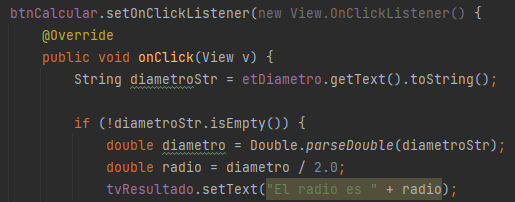 btnCalcular.setOnClickListener(new View.OnClickListener() {
@Override
public void onClick(View v) {
String diametroStr = etDiametro.getText().toString();
if (!diametroStr.isEmpty()) {
double diametro = Double.parseDouble(diametroStr);
double radio = diametro / 2.0;
tvResultado.setText("El radio es " + radio);